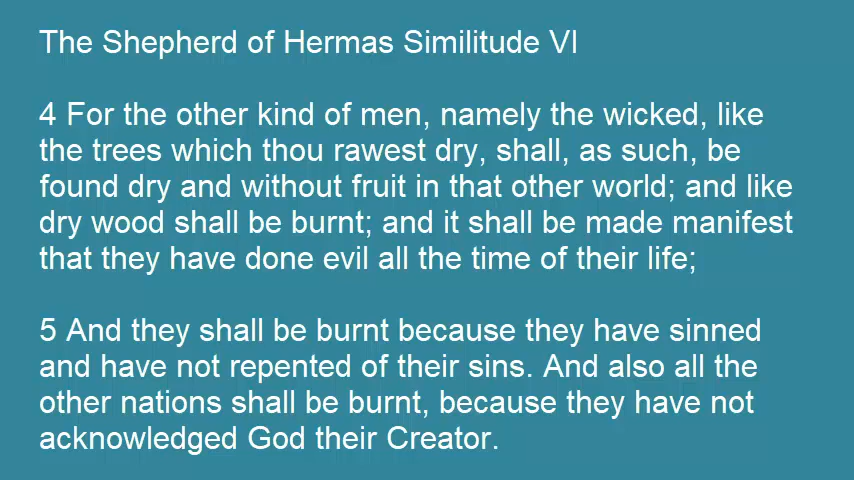 The Shepherd of Hermas Similitude VI
4 For the other kind of men, namely the wicked, like
the trees which thou rawest dry, shall, as such, be
found dry and without fruit in that other world; and like
dry wood shall be burnt; and it shall be made manifest
that they have done evil all the time of their life;
5 And they shall be burnt because they have sinned
and have not repented of their sins. And also all the
other nations shall be burnt, because they have not
acknowledged God their Creator.